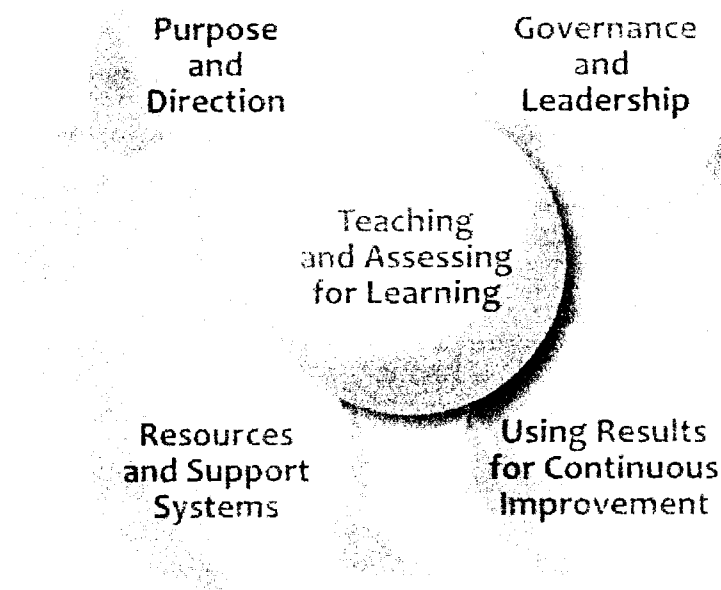 Purpose
and
Direction
Governance
and
Leadership
Teaching
and Assessing
for Learning
Resources
and Support
Systems
Using Results
for Continuous
Improvement